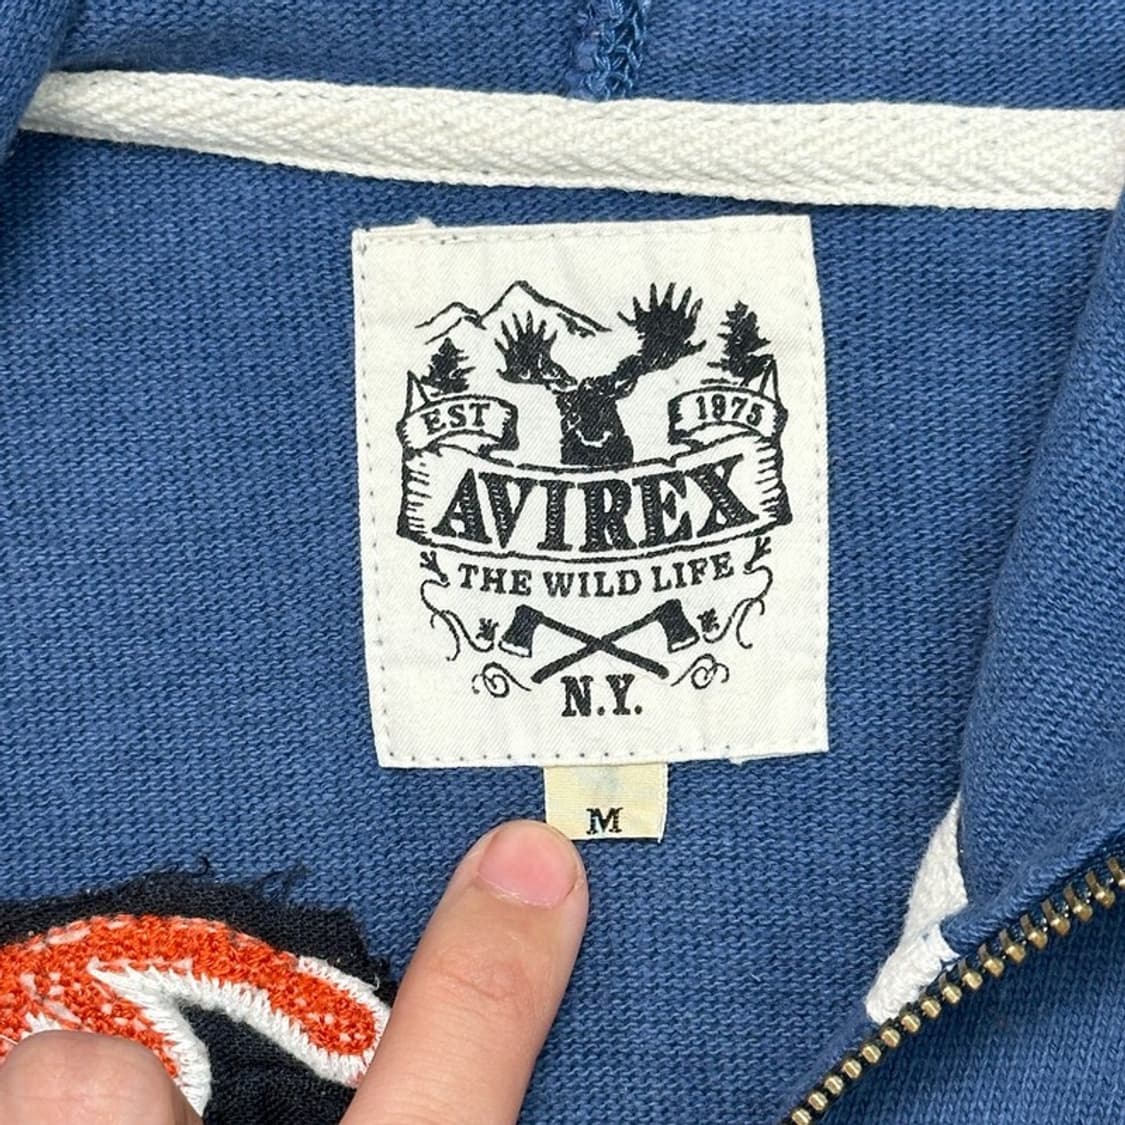 EST 1975
AVIREX
THE WILD LIFE
N.Y.
M